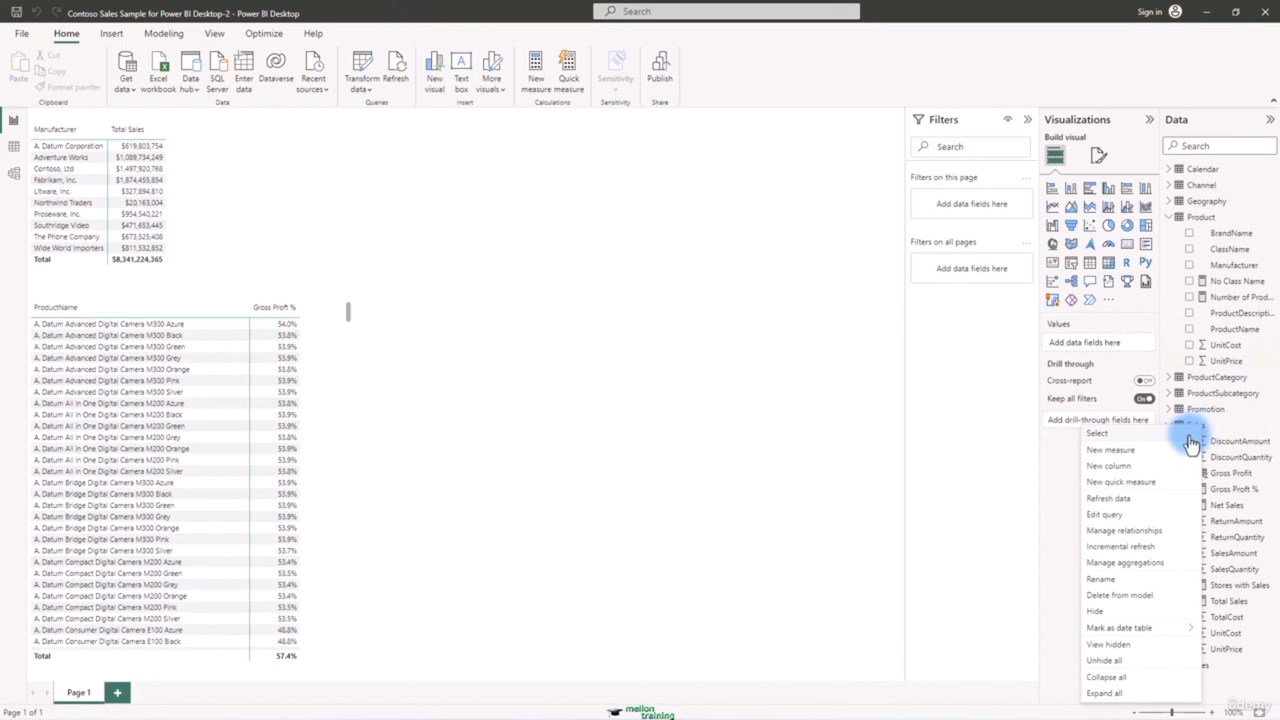 Contoso Sales Sample for Power BI Desktop-2 - Power BI Desktop
Search
Sign in
File
Home
Insert
Modeling
View
Optimize
Help
Paste
Cut
Copy
Format painter
Clipboard
Get data
Excel workbook
Data hub
SQL Server
Enter data
Dataverse
Recent sources
Data
Transform data
Refresh
Queries
New visual
Text box
More visuals
Insert
New measure
Quick measure
Calculations
Sensitivity
Sensitivity
Publish
Share
Manufacturer Total Sales
A. Datum Corporation $619,803,754
Adventure Works $1,089,734,249
Contoso, Ltd $1,497,920,768
Fabrikam, Inc. $1,874,455,854
Litware, Inc. $327,894,810
Northwind Traders $20,163,004
Proseware, Inc. $954,540,221
Southridge Video $471,653,445
The Phone Company $673,525,408
Wide World Importers $811,532,852
Total $8,341,224,365
ProductName Gross Proft %
A. Datum Advanced Digital Camera M300 Azure 54.0%
A. Datum Advanced Digital Camera M300 Black 53.8%
A. Datum Advanced Digital Camera M300 Green 53.9%
A. Datum Advanced Digital Camera M300 Grey 53.9%
A. Datum Advanced Digital Camera M300 Orange 53.8%
A. Datum Advanced Digital Camera M300 Pink 53.9%
A. Datum Advanced Digital Camera M300 Silver 53.9%
A. Datum All in One Digital Camera M200 Azure 53.8%
A. Datum All in One Digital Camera M200 Black 53.9%
A. Datum All in One Digital Camera M200 Green 53.9%
A. Datum All in One Digital Camera M200 Grey 53.8%
A. Datum All in One Digital Camera M200 Orange 53.9%
A. Datum All in One Digital Camera M200 Pink 53.9%
A. Datum All in One Digital Camera M200 Silver 53.8%
A. Datum Bridge Digital Camera M300 Azure 53.9%
A. Datum Bridge Digital Camera M300 Black 53.9%
A. Datum Bridge Digital Camera M300 Green 53.9%
A. Datum Bridge Digital Camera M300 Grey 53.9%
A. Datum Bridge Digital Camera M300 Orange 53.9%
A. Datum Bridge Digital Camera M300 Pink 53.9%
A. Datum Bridge Digital Camera M300 Silver 53.7%
A. Datum Compact Digital Camera M200 Azure 53.4%
A. Datum Compact Digital Camera M200 Green 53.5%
A. Datum Compact Digital Camera M200 Grey 53.4%
A. Datum Compact Digital Camera M200 Orange 53.4%
A. Datum Compact Digital Camera M200 Pink 53.5%
A. Datum Compact Digital Camera M200 Silver 53.5%
A. Datum Consumer Digital Camera E100 Azure 48.8%
A. Datum Consumer Digital Camera E100 Black 48.8%
Total 57.4%
Filters
Search
Filters on this page
Add data fields here
Filters on all pages
Add data fields here
Visualizations
Build visual
R
Py
Values
Add data fields here
Drill through
Cross-report Off
Keep all filters On
Add drill-through fields here
Select
New measure
New column
New quick measure
Refresh data
Edit query
Manage relationships
Incremental refresh
Manage aggregations
Rename
Delete from model
Hide
Mark as date table
View hidden
Unhide all
Collapse all
Expand all
Data
Search
Calendar
Channel
Geography
Product
BrandName
ClassName
Manufacturer
No Class Name
Number of Prod...
ProductDescripti...
ProductName
UnitCost
UnitPrice
ProductCategory
ProductSubcategory
Promotion
DiscountAmount
DiscountQuantity
Gross Profit
Gross Proft %
Net Sales
ReturnAmount
ReturnQuantity
SalesAmount
SalesQuantity
Stores with Sales
Total Sales
TotalCost
UnitCost
UnitPrice
Page 1
Page 1 of 1
mellon training
100%
udemy